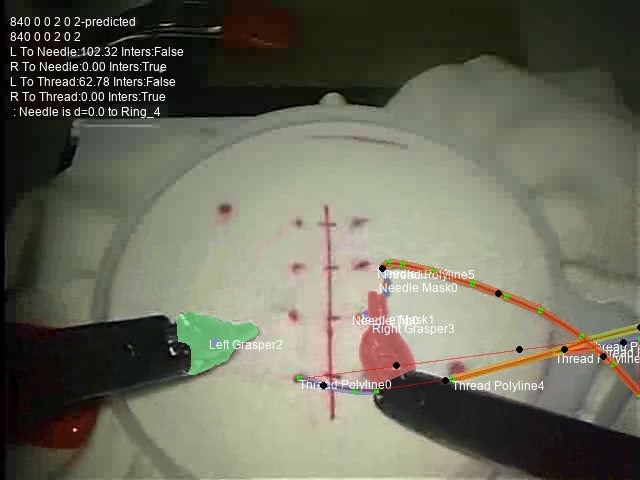 840 0 0 2 0 2-predicted
840 0 0 2 0 2
L To Needle:102.32 Inters:False
R To Needle:0.00 Inters:True
L To Thread:62.78 Inters:False
R To Thread:0.00 Inters:True
: Needle is d=0.0 to Ring_4
Thread Polyline5
Needle Mask0
Right Grasper3
Left Grasper2
Thread Polyline0
Thread Polyline4